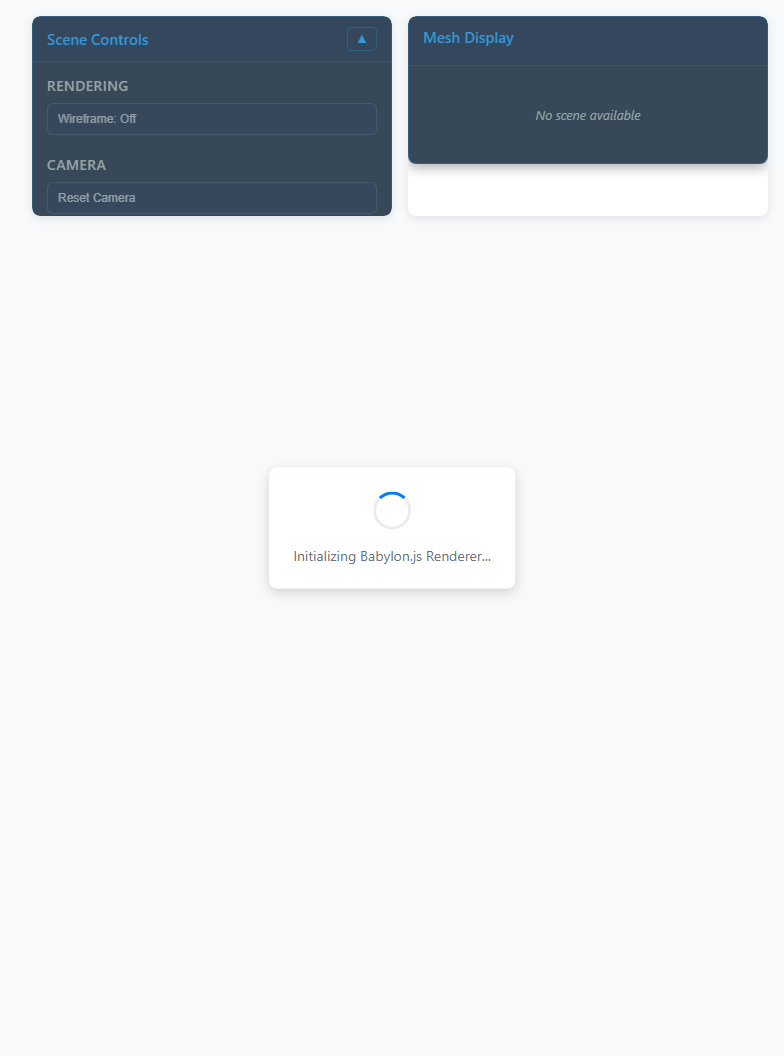 Scene Controls
▲
RENDERING
Wireframe: Off
CAMERA
Reset Camera
Mesh Display
No scene available
Initializing Babylon.js Renderer...